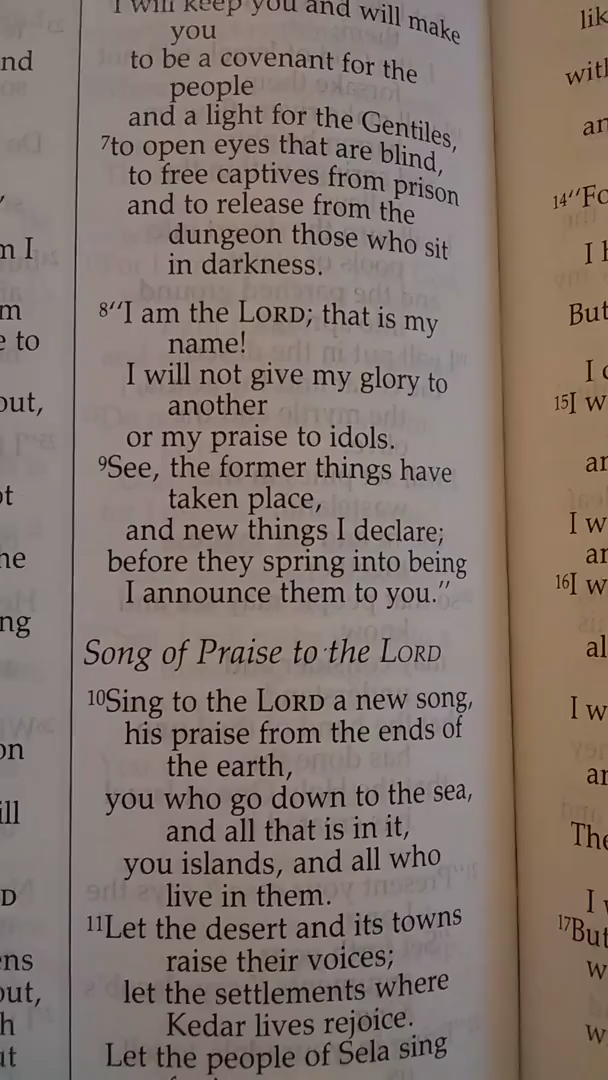 I will keep you and will make
you
to be a covenant for the
people
and a light for the Gentiles,
7to open eyes that are blind,
to free captives from prison
and to release from the
dungeon those who sit
in darkness.
8“I am the LORD; that is my
name!
I will not give my glory to
another
or my praise to idols.
9See, the former things have
taken place,
and new things I declare;
before they spring into being
I announce them to you.”
Song of Praise to the LORD
10Sing to the LORD a new song,
his praise from the ends of
the earth,
you who go down to the sea,
and all that is in it,
you islands, and all who
live in them.
11Let the desert and its towns
raise their voices;
let the settlements where
Kedar lives rejoice.
Let the people of Sela sing
14“Fo
I
But
I
15I w
I w
16I w
I w
The
I
17But